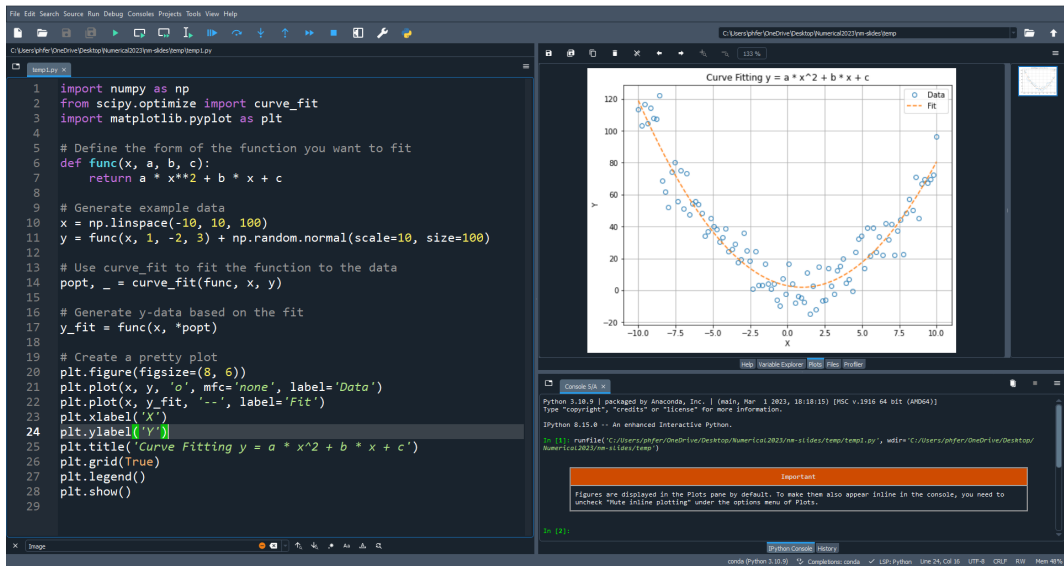 File Edit Search Source Run Debug Consoles Projects Tools View Help
C:\Users\phfer\OneDrive\Desktop\Numerical2023\nm-slides\temp
C:\Users\phfer\OneDrive\Desktop\Numerical2023\nm-slides\temp\temp1.py
temp1.py
1 import numpy as np
2 from scipy.optimize import curve_fit
3 import matplotlib.pyplot as plt
4
5 # Define the form of the function you want to fit
6 def func(x, a, b, c):
7     return a * x**2 + b * x + c
8
9 # Generate example data
10 x = np.linspace(-10, 10, 100)
11 y = func(x, 1, -2, 3) + np.random.normal(scale=10, size=100)
12
13 # Use curve_fit to fit the function to the data
14 popt, _ = curve_fit(func, x, y)
15
16 # Generate y-data based on the fit
17 y_fit = func(x, *popt)
18
19 # Create a pretty plot
20 plt.figure(figsize=(8, 6))
21 plt.plot(x, y, 'o', mfc='none', label='Data')
22 plt.plot(x, y_fit, '--', label='Fit')
23 plt.xlabel('X')
24 plt.ylabel('Y')
25 plt.title('Curve Fitting y = a * x^2 + b * x + c')
26 plt.grid(True)
27 plt.legend()
28 plt.show()
29
Image
Aa
133 %
Curve Fitting y = a * x^2 + b * x + c
Data
Fit
120
100
80
60
40
20
0
−20
Y
−10.0 −7.5 −5.0 −2.5 0.0 2.5 5.0 7.5 10.0
X
Help Variable Explorer Plots Files Profiler
Console 5/A
Python 3.10.9 | packaged by Anaconda, Inc. | (main, Mar 1 2023, 18:18:15) [MSC v.1916 64 bit (AMD64)]
Type "copyright", "credits" or "license" for more information.
IPython 8.15.0 -- An enhanced Interactive Python.
In [1]: runfile('C:/Users/phfer/OneDrive/Desktop/Numerical2023/nm-slides/temp/temp1.py', wdir='C:/Users/phfer/OneDrive/Desktop/
Numerical2023/nm-slides/temp')
Important
Figures are displayed in the Plots pane by default. To make them also appear inline in the console, you need to
uncheck "Mute inline plotting" under the options menu of Plots.
In [2]:
IPython Console History
conda (Python 3.10.9) Completions: conda LSP: Python Line 24, Col 16 UTF-8 CRLF RW Mem 48%